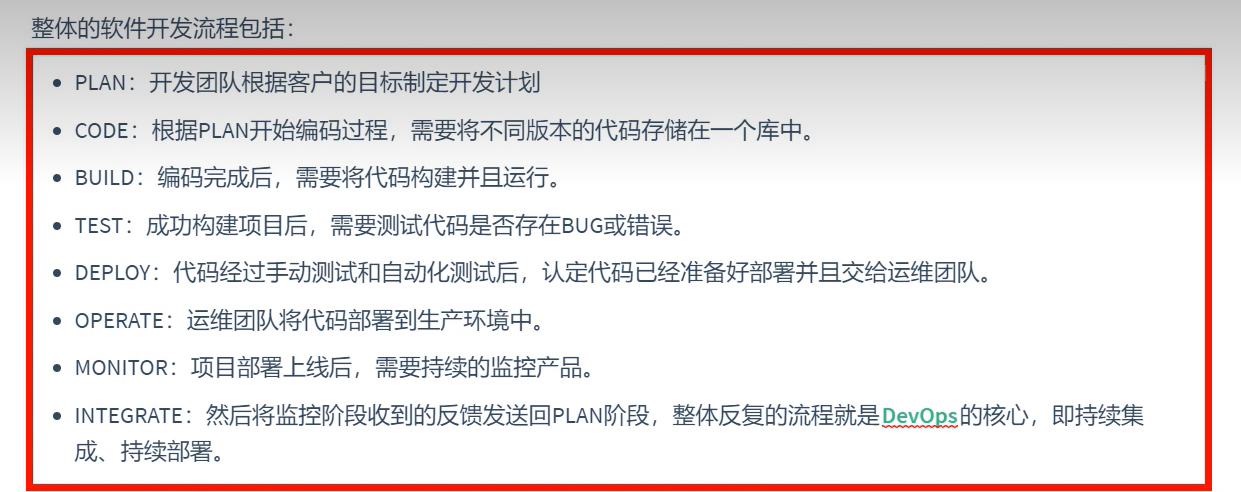 整体的软件开发流程包括：
• PLAN：开发团队根据客户的目标制定开发计划
• CODE：根据PLAN开始编码过程，需要将不同版本的代码存储在一个库中。
• BUILD：编码完成后，需要将代码构建并且运行。
• TEST：成功构建项目后，需要测试代码是否存在BUG或错误。
• DEPLOY：代码经过手动测试和自动化测试后，认定代码已经准备好部署并且交给运维团队。
• OPERATE：运维团队将代码部署到生产环境中。
• MONITOR：项目部署上线后，需要持续的监控产品。
• INTEGRATE：然后将监控阶段收到的反馈发送回PLAN阶段，整体反复的流程就是DevOps的核心，即持续集
成、持续部署。